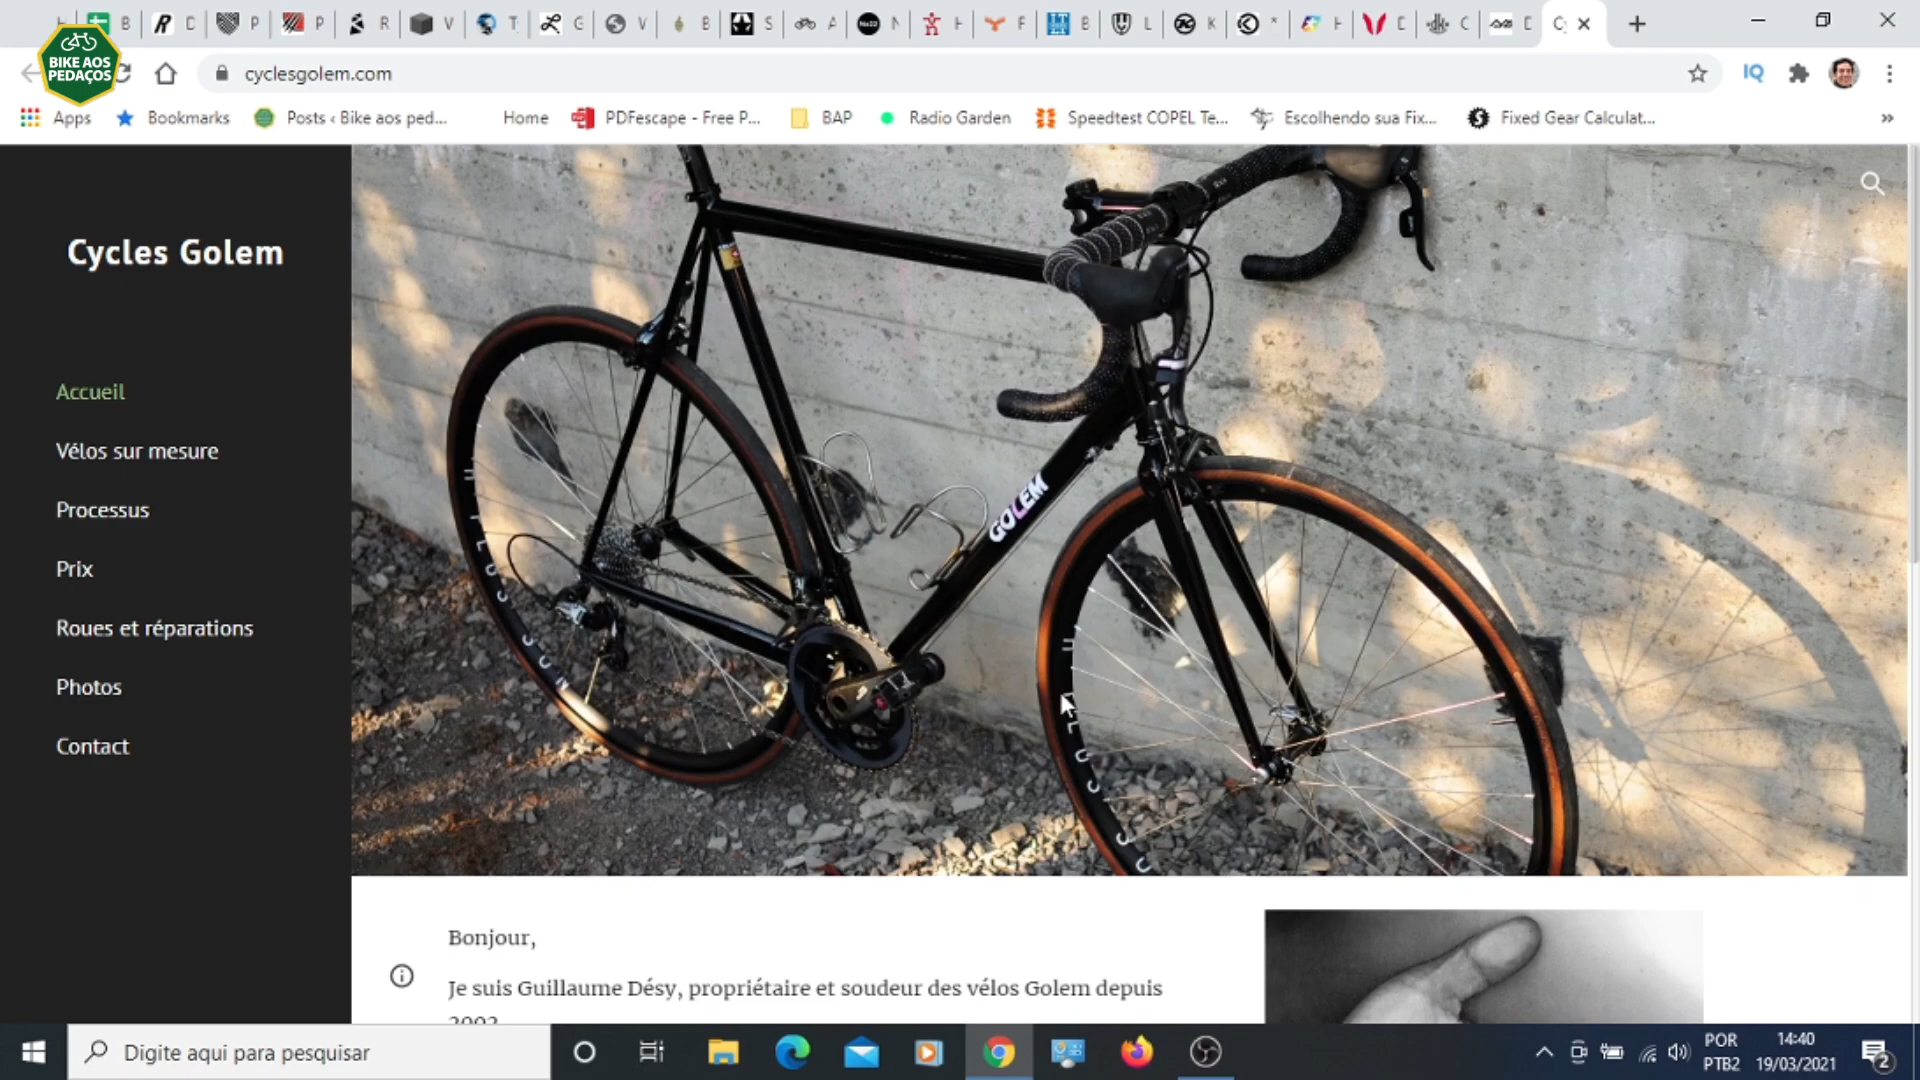 B
D
P
P
R
V
T
G
V
B
S
A
No22
H
F
B
L
K
*
H
D
C
D
C
BIKE AOS
PEDAÇOS
cyclesgolem.com
IQ
Apps
Bookmarks
Posts ‹ Bike aos ped...
Home
PDFescape - Free P...
BAP
Radio Garden
Speedtest COPEL Te...
Escolhendo sua Fix...
Fixed Gear Calculat...
»
Cycles Golem
Accueil
Vélos sur mesure
Processus
Prix
Roues et réparations
Photos
Contact
GOLEM
Bonjour,
Je suis Guillaume Désy, propriétaire et soudeur des vélos Golem depuis
Digite aqui para pesquisar
POR
PTB2
14:40
19/03/2021
2